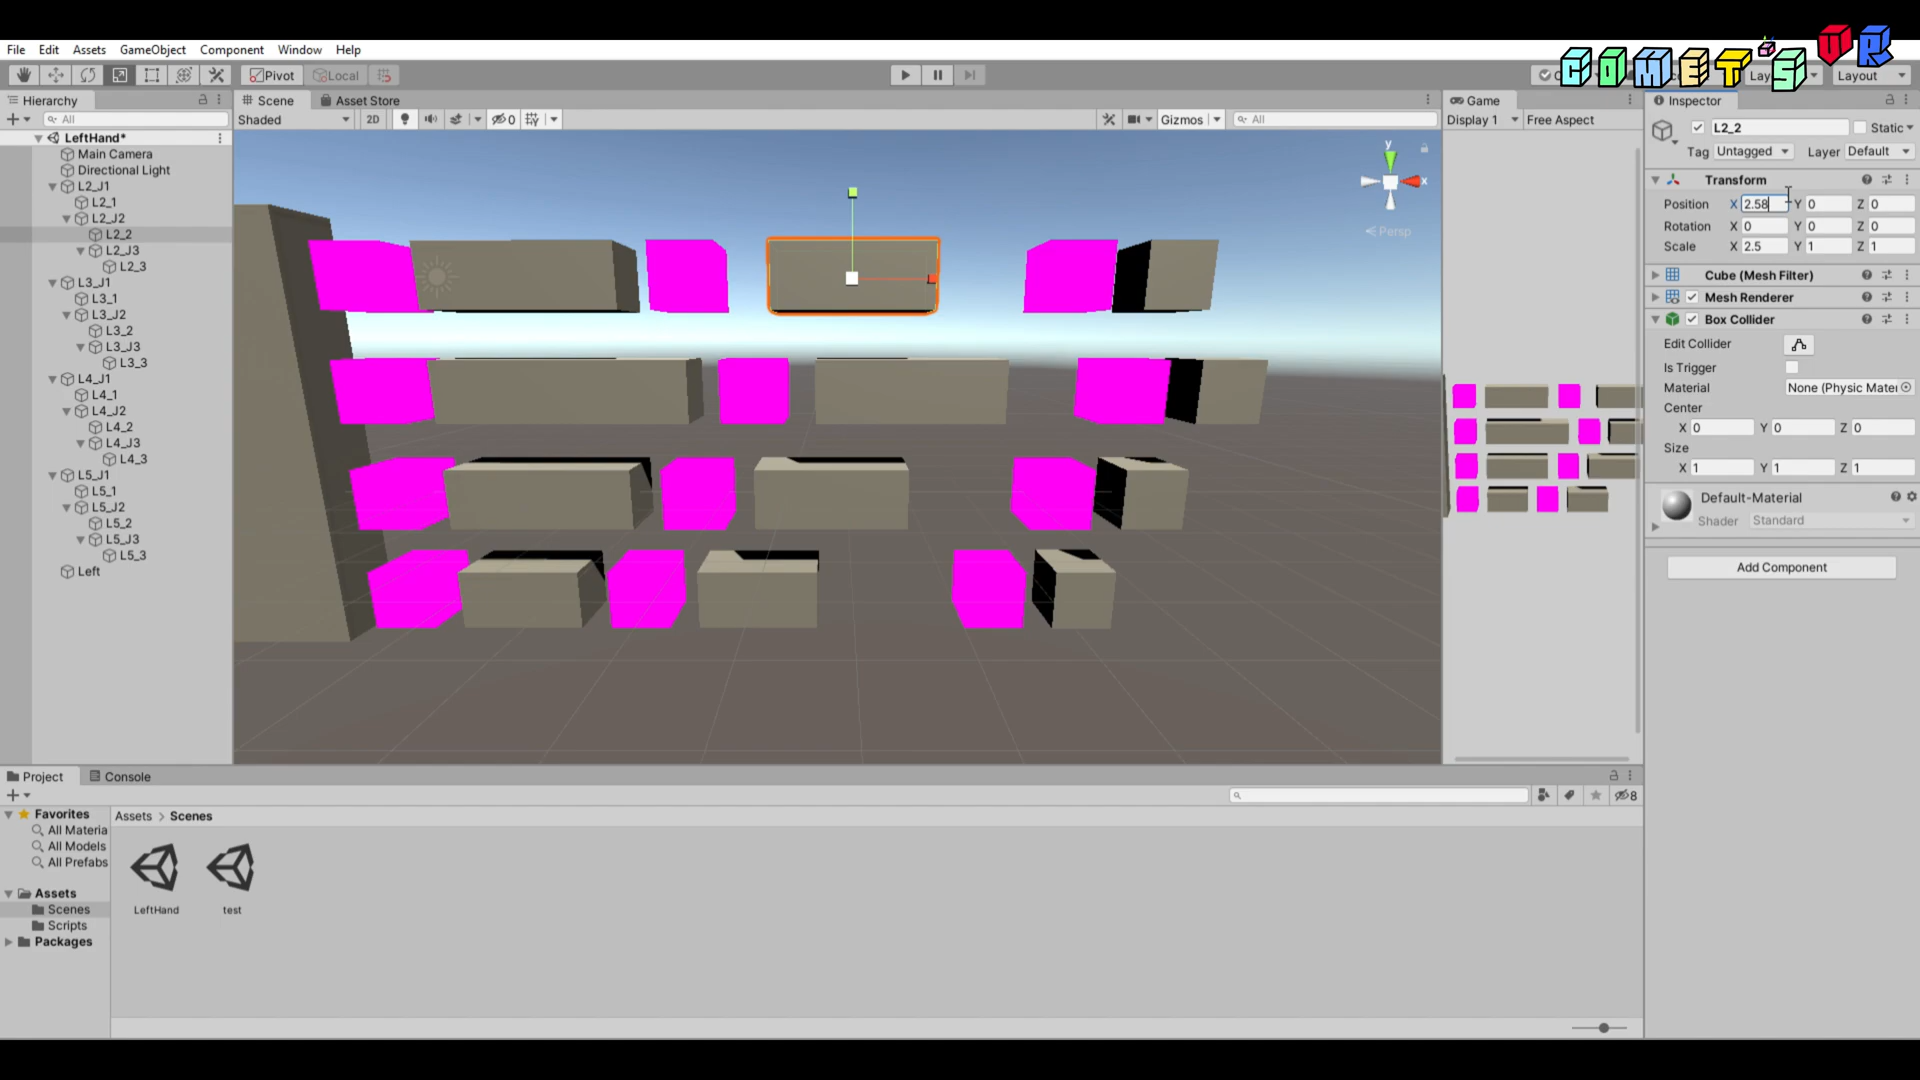 COMET'S VR
File Edit Assets GameObject Component Window Help
Pivot Local
Layout
Hierarchy
All
LeftHand*
Main Camera
Directional Light
L2_J1
L2_1
L2_J2
L2_2
L2_J3
L2_3
L3_J1
L3_1
L3_J2
L3_2
L3_J3
L3_3
L4_J1
L4_1
L4_J2
L4_2
L4_J3
L4_3
L5_J1
L5_1
L5_J2
L5_2
L5_J3
L5_3
Left
Scene Asset Store
Shaded 2D 0 Gizmos All
y
x
Persp
Game
Display 1 Free Aspect
Inspector
L2_2 Static
Tag Untagged Layer Default
Transform
Position X 2.58 Y 0 Z 0
Rotation X 0 Y 0 Z 0
Scale X 2.5 Y 1 Z 1
Cube (Mesh Filter)
Mesh Renderer
Box Collider
Edit Collider
Is Trigger
Material None (Physic Mater
Center
X 0 Y 0 Z 0
Size
X 1 Y 1 Z 1
Default-Material
Shader Standard
Add Component
Project Console
8
Favorites
All Materia
All Models
All Prefabs
Assets
Scenes
Scripts
Packages
Assets > Scenes
LeftHand test